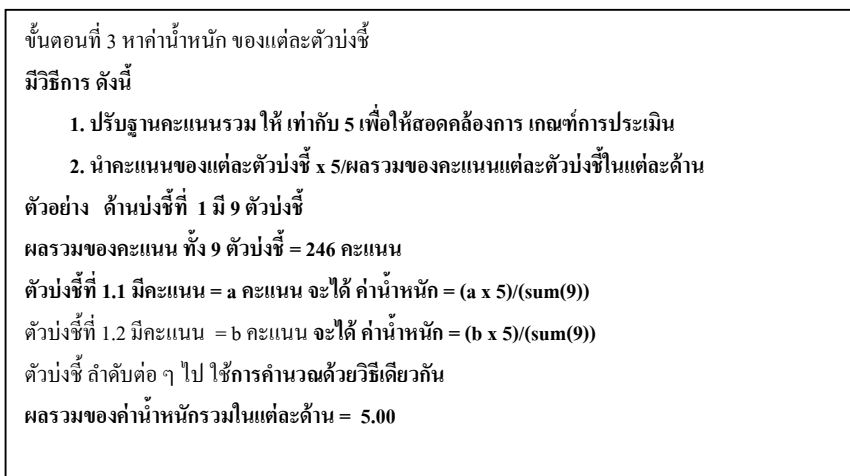 ขั้นตอนที่ 3 หาค่าน้ำหนัก ของแต่ละตัวบ่งชี้
มีวิธีการ ดังนี้
1. ปรับฐานคะแนนรวม ให้ เท่ากับ 5 เพื่อให้สอดคล้องการ เกณฑ์การประเมิน
2. นำคะแนนของแต่ละตัวบ่งชี้ x 5/ผลรวมของคะแนนแต่ละตัวบ่งชี้ในแต่ละด้าน
ตัวอย่าง ด้านบ่งชี้ที่ 1 มี 9 ตัวบ่งชี้
ผลรวมของคะแนน ทั้ง 9 ตัวบ่งชี้ = 246 คะแนน
ตัวบ่งชี้ที่ 1.1 มีคะแนน = a คะแนน จะได้ ค่าน้ำหนัก = (a x 5)/(sum(9))
ตัวบ่งชี้ที่ 1.2 มีคะแนน = b คะแนน จะได้ ค่าน้ำหนัก = (b x 5)/(sum(9))
ตัวบ่งชี้ ลำดับต่อ ๆ ไป ใช้การคำนวณด้วยวิธีเดียวกัน
ผลรวมของค่าน้ำหนักรวมในแต่ละด้าน = 5.00